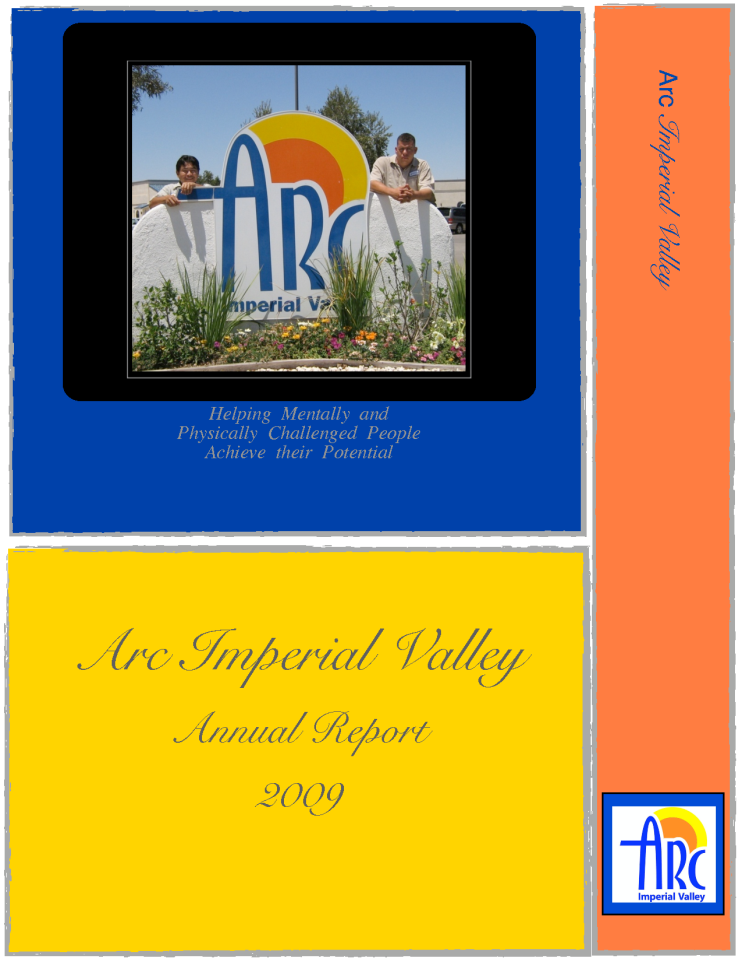 ARC
Imperial Va
Helping Mentally and
Physically Challenged People
Achieve their Potential
Arc Imperial Valley
Arc Imperial Valley
Annual Report
2009
ARC
Imperial Valley